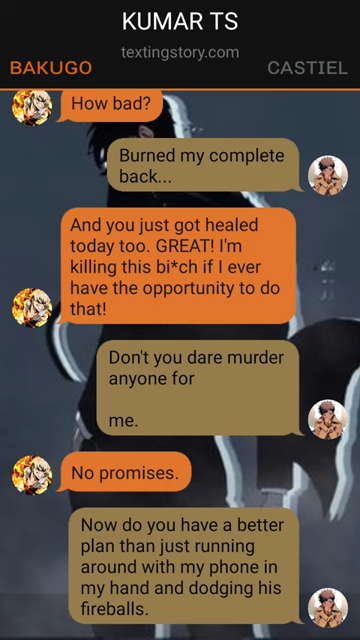 KUMAR TS
textingstory.com
BAKUGO
CASTIEL
How bad?
Burned my complete
back...
And you just got healed
today too. GREAT! I'm
killing this bi*ch if I ever
have the opportunity to do
that!
Don't you dare murder
anyone for
me.
No promises.
Now do you have a better
plan than just running
around with my phone in
my hand and dodging his
fireballs.